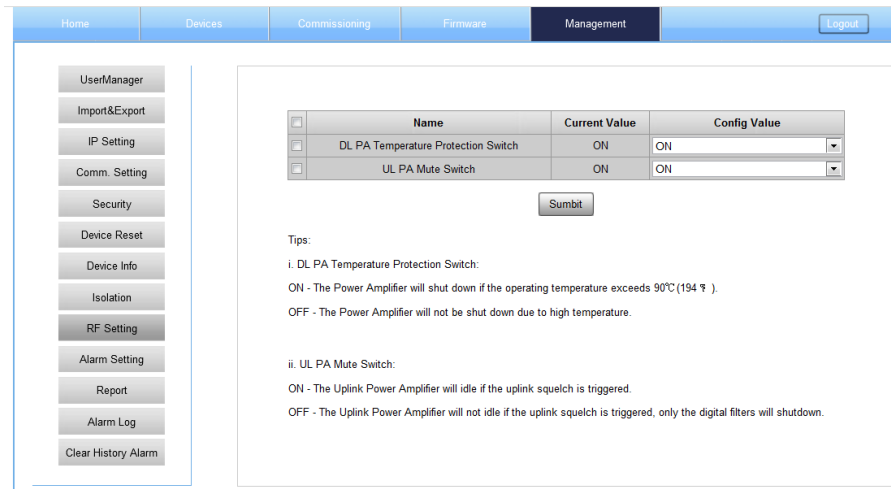 Home Devices Commissioning Firmware Management Logout
UserManager
Import&Export
IP Setting
Comm. Setting
Security
Device Reset
Device Info
Isolation
RF Setting
Alarm Setting
Report
Alarm Log
Clear History Alarm
Name Current Value Config Value
DL PA Temperature Protection Switch ON ON
UL PA Mute Switch ON ON
Sumbit
Tips:
i. DL PA Temperature Protection Switch:
ON - The Power Amplifier will shut down if the operating temperature exceeds 90℃(194 ℉ ).
OFF - The Power Amplifier will not be shut down due to high temperature.
ii. UL PA Mute Switch:
ON - The Uplink Power Amplifier will idle if the uplink squelch is triggered.
OFF - The Uplink Power Amplifier will not idle if the uplink squelch is triggered, only the digital filters will shutdown.